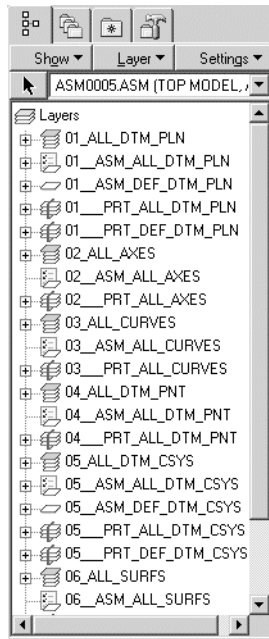 Show Layer Settings
ASM0005.ASM (TOP MODEL,
Layers
01_ALL_DTM_PLN
01__ASM_ALL_DTM_PLN
01__ASM_DEF_DTM_PLN
01___PRT_ALL_DTM_PLN
01___PRT_DEF_DTM_PLN
02_ALL_AXES
02__ASM_ALL_AXES
02___PRT_ALL_AXES
03_ALL_CURVES
03__ASM_ALL_CURVES
03___PRT_ALL_CURVES
04_ALL_DTM_PNT
04__ASM_ALL_DTM_PNT
04___PRT_ALL_DTM_PNT
05_ALL_DTM_CSYS
05__ASM_ALL_DTM_CSYS
05__ASM_DEF_DTM_CSYS
05___PRT_ALL_DTM_CSYS
05___PRT_DEF_DTM_CSYS
06_ALL_SURFS
06__ASM_ALL_SURFS